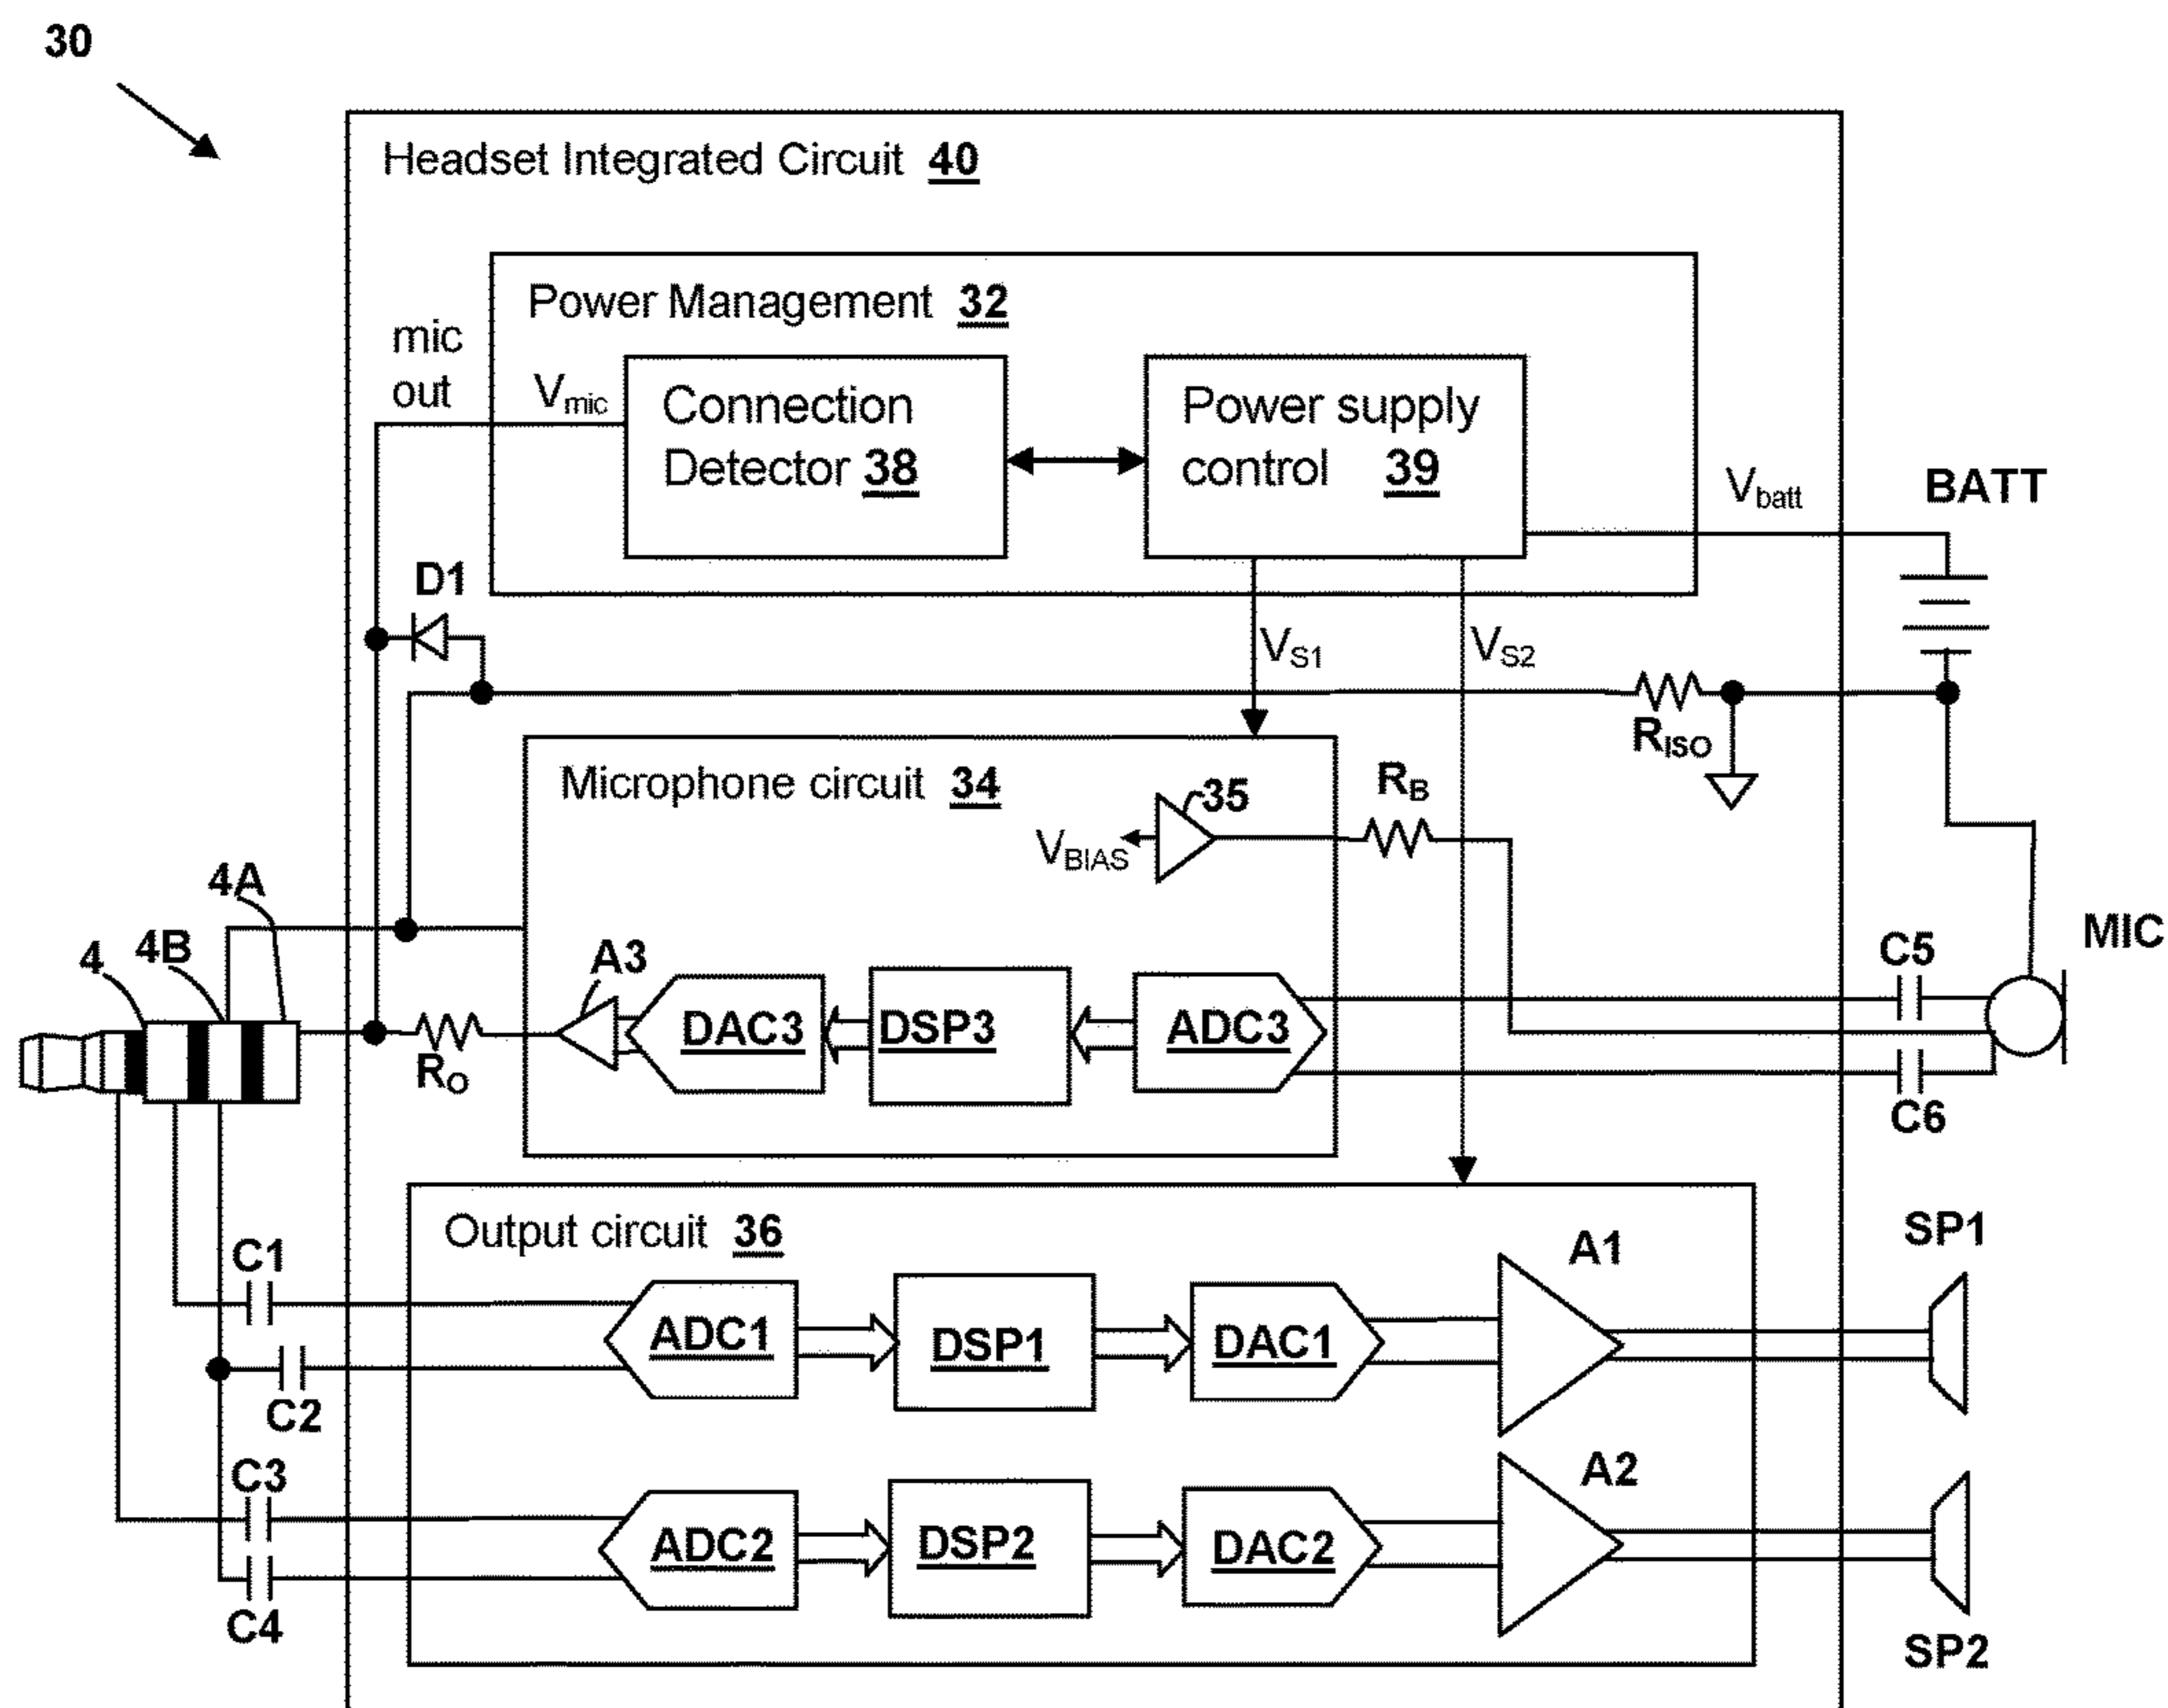 30
Headset Integrated Circuit 40
Power Management 32
mic
out
Vmic
Connection
Detector 38
Power supply
control 39
Vbatt
BATT
D1
VS1
VS2
RISO
Microphone circuit 34
35
RB
VBIAS
4A
4B
4
A3
MIC
C5
DAC3
DSP3
ADC3
RO
C6
Output circuit 36
A1
SP1
C1
ADC1
DSP1
DAC1
C2
C3
A2
ADC2
DSP2
DAC2
C4
SP2